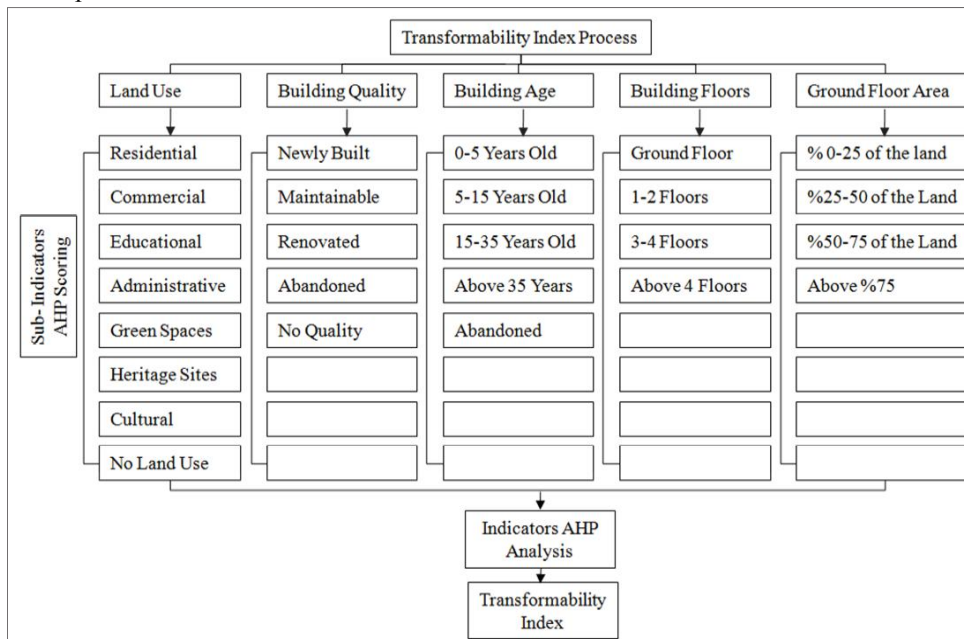 Transformability Index Process
Land Use
Building Quality
Building Age
Building Floors
Ground Floor Area
Sub- Indicators
AHP Scoring
Residential
Newly Built
0-5 Years Old
Ground Floor
% 0-25 of the land
Commercial
Maintainable
5-15 Years Old
1-2 Floors
%25-50 of the Land
Educational
Renovated
15-35 Years Old
3-4 Floors
%50-75 of the Land
Administrative
Abandoned
Above 35 Years
Above 4 Floors
Above %75
Green Spaces
No Quality
Abandoned
Heritage Sites
Cultural
No Land Use
Indicators AHP
Analysis
Transformability
Index